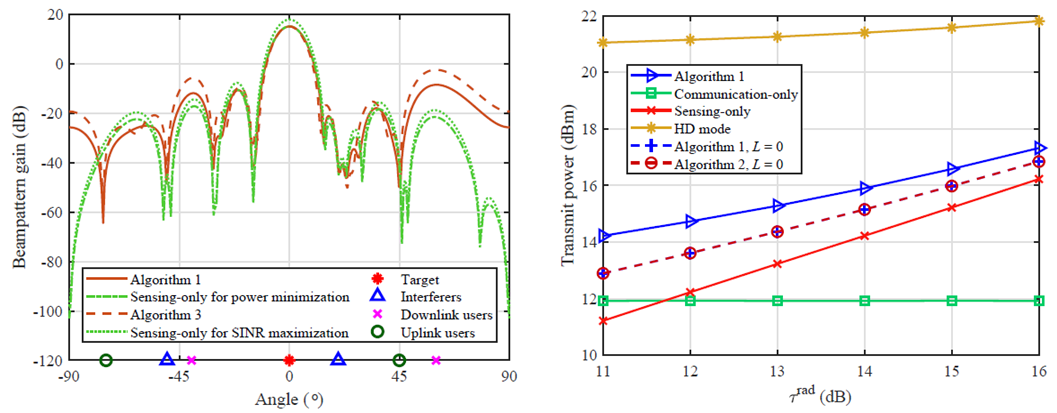 20
0
-20
-40
-60
-80
-100
-120
Beampattern gain (dB)
Algorithm 1
Sensing-only for power minimization
Algorithm 3
Sensing-only for SINR maximization
Target
Interferers
Downlink users
Uplink users
-90
-45
0
45
90
Angle (°)
22
20
18
16
14
12
10
Transmit power (dBm)
Algorithm 1
Communication-only
Sensing-only
HD mode
Algorithm 1, L = 0
Algorithm 2, L = 0
11
12
13
14
15
16
τ^rad (dB)